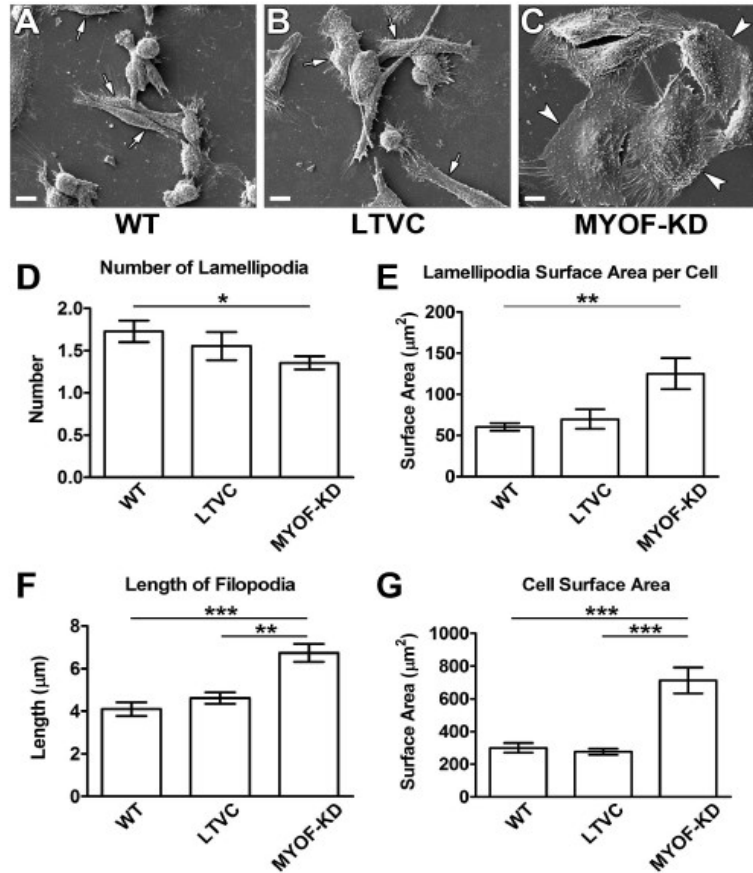 A
B
C
WT
LTVC
MYOF-KD
D
Number of Lamellipodia
*
2.0
1.5
1.0
0.5
0.0
Number
WT
LTVC
MYOF-KD
E
Lamellipodia Surface Area per Cell
**
200
150
100
50
0
Surface Area (μm²)
WT
LTVC
MYOF-KD
F
Length of Filopodia
***
**
8
6
4
2
0
Length (μm)
WT
LTVC
MYOF-KD
G
Cell Surface Area
***
***
1000
800
600
400
200
0
Surface Area (μm²)
WT
LTVC
MYOF-KD